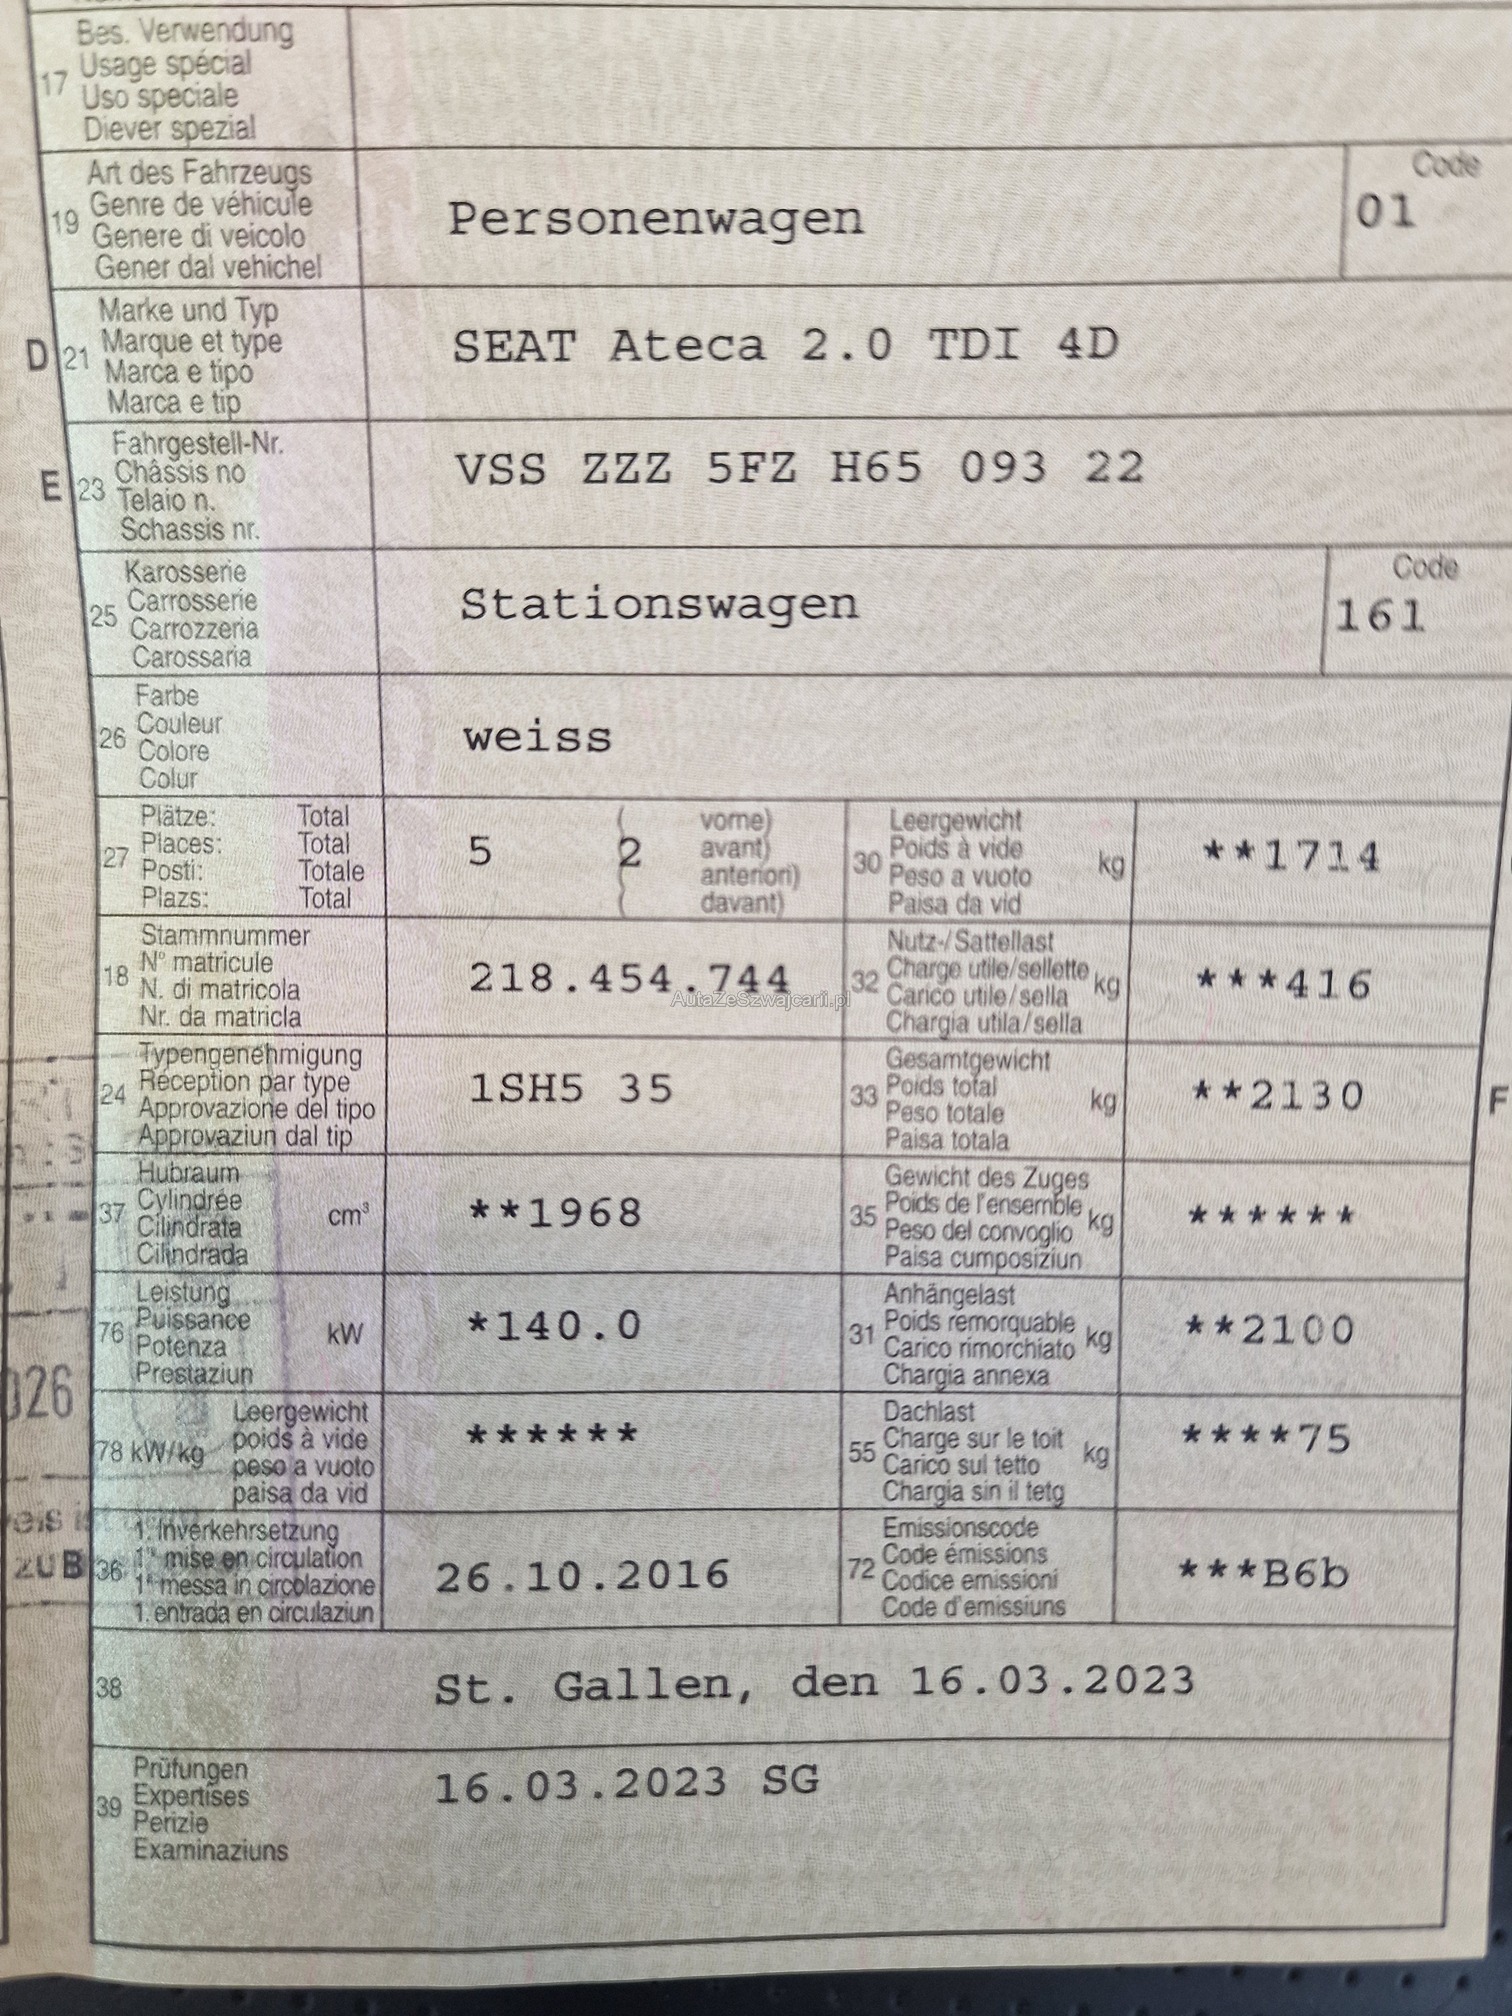 17 Bes. Verwendung
Usage spécial
Uso speciale
Diever spezial
19 Art des Fahrzeugs
Genre de véhicule
Genere di veicolo
Gener dal vehichel
Personenwagen
Code
01
D 21 Marke und Typ
Marque et type
Marca e tipo
Marca e tip
SEAT Ateca 2.0 TDI 4D
E 23 Fahrgestell-Nr.
Châssis no
Telaio n.
Schassis nr.
VSS ZZZ 5FZ H65 093 22
25 Karosserie
Carrosserie
Carrozzeria
Carossaria
Stationswagen
Code
161
26 Farbe
Couleur
Colore
Colur
weiss
27 Plätze: Total
Places: Total
Posti: Totale
Plazs: Total
5 2
( vorne)
avant)
anteriori)
( davant)
30 Leergewicht
Poids à vide
Peso a vuoto
Paisa da vid
kg
**1714
18 Stammnummer
N° matricule
N. di matricola
Nr. da matricla
218.454.744
AutaZeSzwajcarii.pl
32 Nutz-/Sattellast
Charge utile/sellette
Carico utile/sella
Chargia utila/sella
kg
***416
24 Typengenehmigung
Réception par type
Approvazione del tipo
Approvaziun dal tip
1SH5 35
33 Gesamtgewicht
Poids total
Peso totale
Paisa totala
kg
**2130
F
37 Hubraum
Cylindrée
Cilindrata
Cilindrada
cm³
**1968
35 Gewicht des Zuges
Poids de l'ensemble
Peso del convoglio
Paisa cumposiziun
kg
******
76 Leistung
Puissance
Potenza
Prestaziun
kW
*140.0
31 Anhängelast
Poids remorquable
Carico rimorchiato
Chargia annexa
kg
**2100
026
78 kW/kg
Leergewicht
poids à vide
peso a vuoto
paisa da vid
******
55 Dachlast
Charge sur le toit
Carico sul tetto
Chargia sin il tetg
kg
****75
zu
B 36 1. Inverkehrsetzung
1re mise en circulation
1a messa in circolazione
1. entrada en circulaziun
26.10.2016
72 Emissionscode
Code émissions
Codice emissioni
Code d'emissiuns
***B6b
38
St. Gallen, den 16.03.2023
39 Prüfungen
Expertises
Perizie
Examinaziuns
16.03.2023 SG